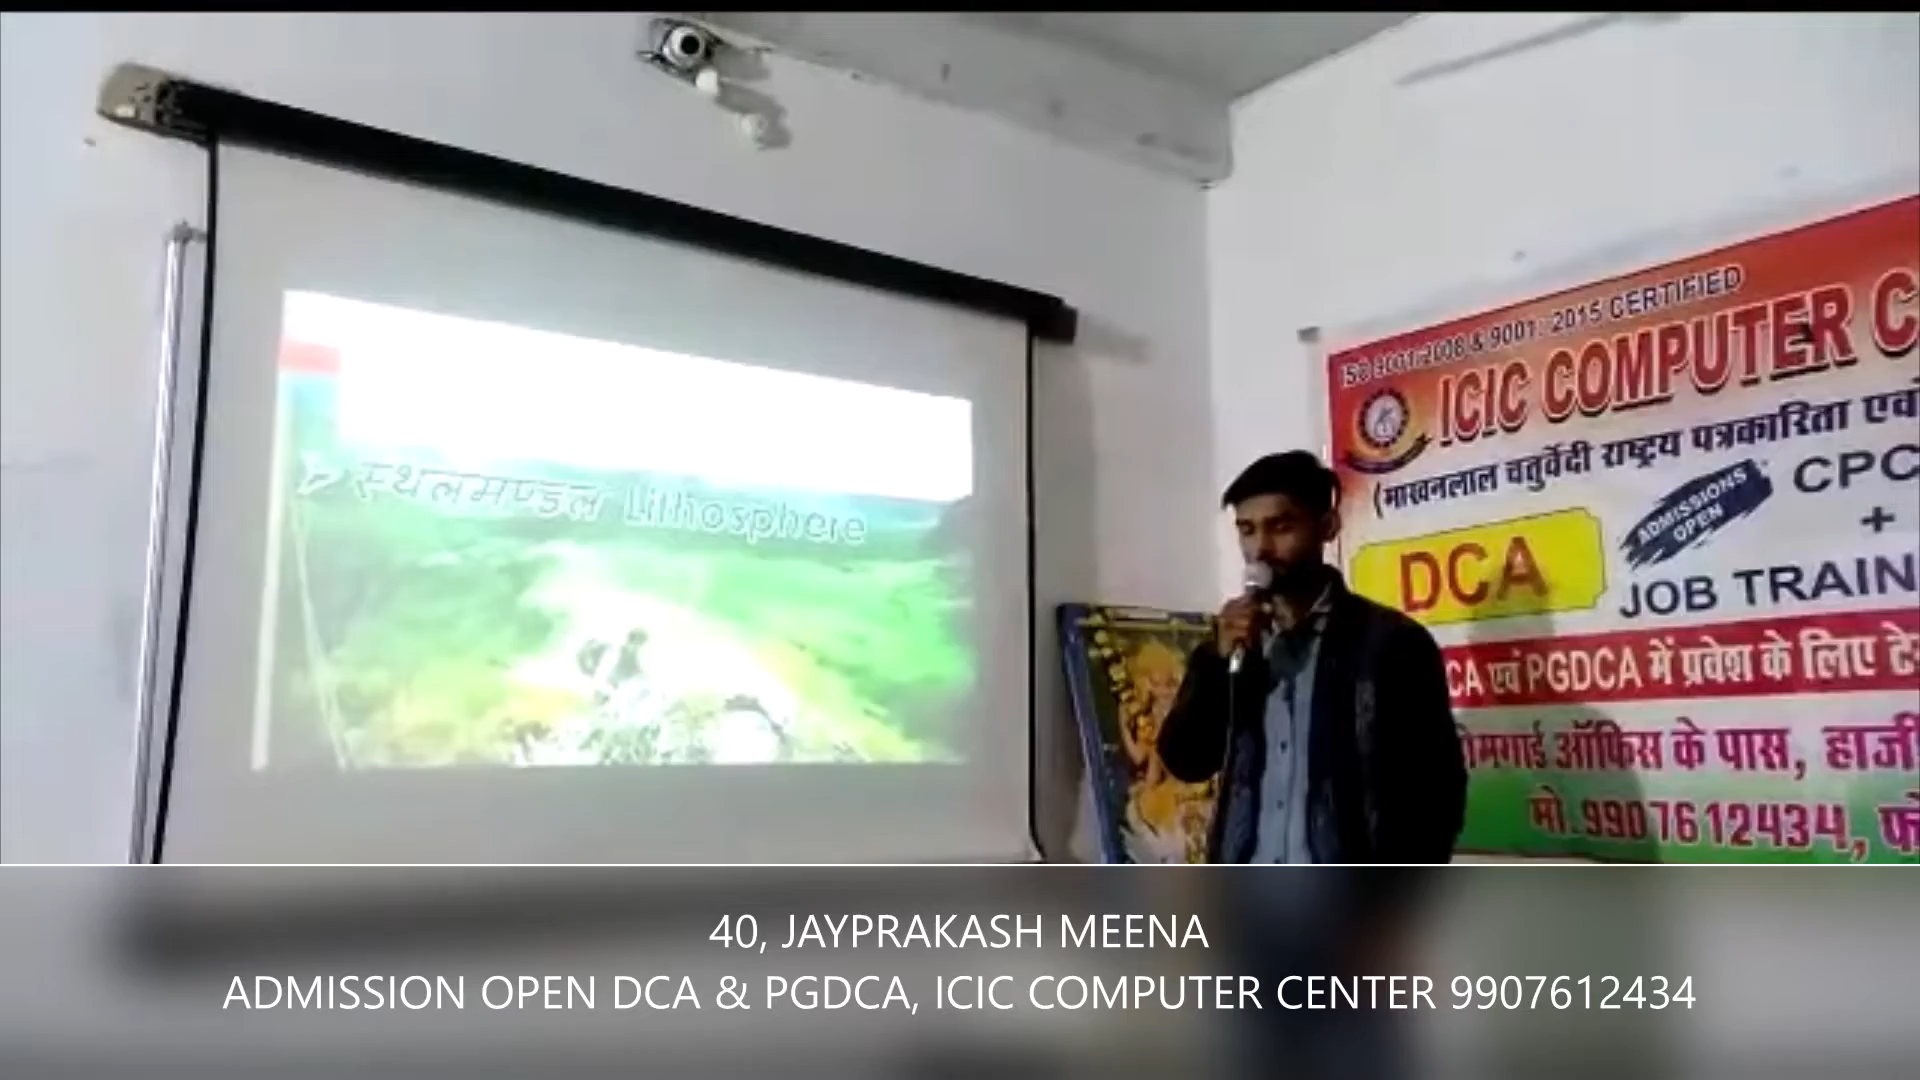 स्थलमण्डल Lithosphere
ISO 9001:2008 & 9001: 2015 CERTIFIED
ICIC COMPUTER C
(माखनलाल चतुर्वेदी राष्ट्रय पत्रकारिता एवं
ADMISSIONS
OPEN
CPC
+
DCA
JOB TRAIN
CA एवं PGDCA में प्रवेश के लिए
होमगार्ड ऑफिस के पास, हाजी
मो.9907612434,
40, JAYPRAKASH MEENA
ADMISSION OPEN DCA & PGDCA, ICIC COMPUTER CENTER 9907612434